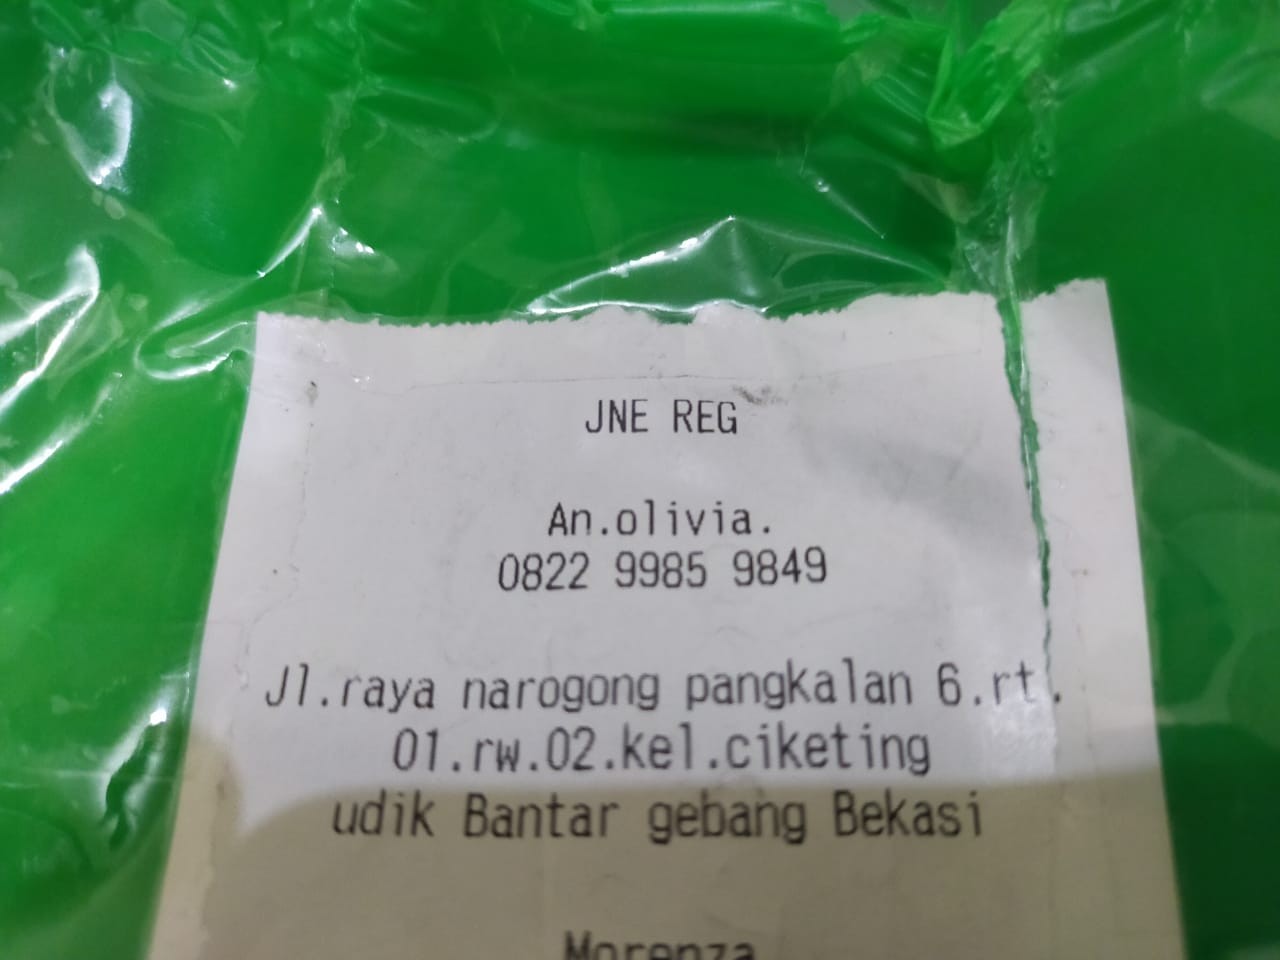 JNE REG
An.olivia.
0822 9985 9849
Jl.raya narogong pangkalan 6.rt.
01.rw.02.kel.ciketing
udik Bantar gebang Bekasi
Morenza